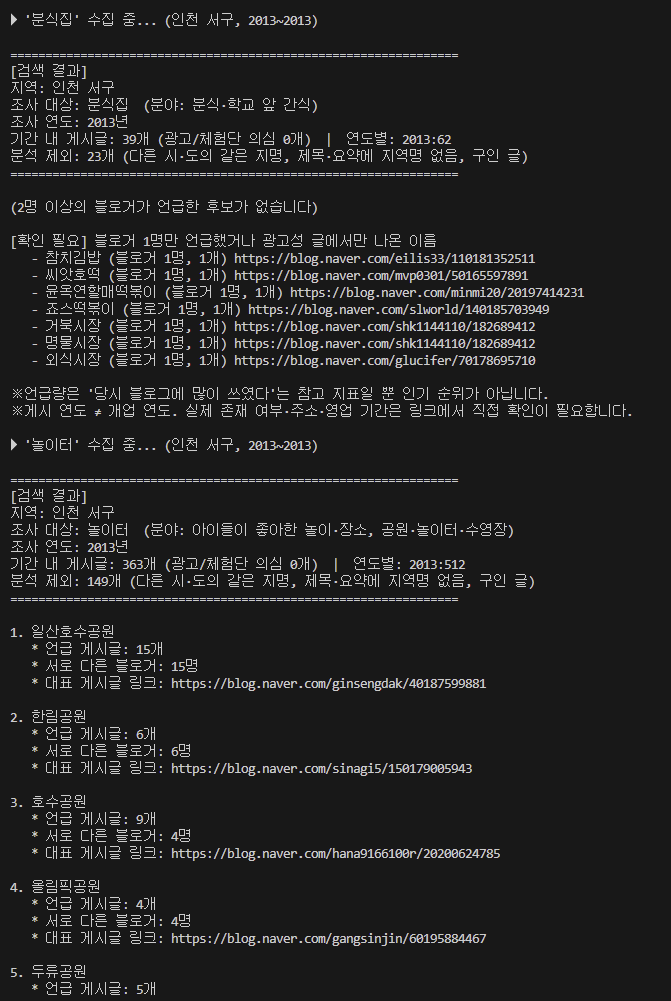 ▶ '분식집' 수집 중... (인천 서구, 2013~2013)
================================================================
[검색 결과]
지역: 인천 서구
조사 대상: 분식집  (분야: 분식·학교 앞 간식)
조사 연도: 2013년
기간 내 게시글: 39개 (광고/체험단 의심 0개)  |  연도별: 2013:62
분석 제외: 23개 (다른 시·도의 같은 지명, 제목·요약에 지역명 없음, 구인 글)
================================================================
(2명 이상의 블로거가 언급한 후보가 없습니다)
[확인 필요] 블로거 1명만 언급했거나 광고성 글에서만 나온 이름
- 참치김밥 (블로거 1명, 1개) https://blog.naver.com/eilis33/110181352511
- 씨앗호떡 (블로거 1명, 1개) https://blog.naver.com/mvp0301/50165597891
- 윤옥연할매떡볶이 (블로거 1명, 1개) https://blog.naver.com/minmi20/20197414231
- 죠스떡볶이 (블로거 1명, 1개) https://blog.naver.com/slworld/140185703949
- 거북시장 (블로거 1명, 1개) https://blog.naver.com/shk1144110/182689412
- 명물시장 (블로거 1명, 1개) https://blog.naver.com/shk1144110/182689412
- 외식시장 (블로거 1명, 1개) https://blog.naver.com/glucifer/70178695710
※언급량은 '당시 블로그에 많이 쓰였다'는 참고 지표일 뿐 인기 순위가 아닙니다.
※게시 연도 ≠ 개업 연도. 실제 존재 여부·주소·영업 기간은 링크에서 직접 확인이 필요합니다.
▶ '놀이터' 수집 중... (인천 서구, 2013~2013)
================================================================
[검색 결과]
지역: 인천 서구
조사 대상: 놀이터  (분야: 아이들이 좋아한 놀이·장소, 공원·놀이터·수영장)
조사 연도: 2013년
기간 내 게시글: 363개 (광고/체험단 의심 0개)  |  연도별: 2013:512
분석 제외: 149개 (다른 시·도의 같은 지명, 제목·요약에 지역명 없음, 구인 글)
================================================================
1. 일산호수공원
* 언급 게시글: 15개
* 서로 다른 블로거: 15명
* 대표 게시글 링크: https://blog.naver.com/ginsengdak/40187599881
2. 한림공원
* 언급 게시글: 6개
* 서로 다른 블로거: 6명
* 대표 게시글 링크: https://blog.naver.com/sinagi5/150179005943
3. 호수공원
* 언급 게시글: 9개
* 서로 다른 블로거: 4명
* 대표 게시글 링크: https://blog.naver.com/hana9166100r/20200624785
4. 올림픽공원
* 언급 게시글: 4개
* 서로 다른 블로거: 4명
* 대표 게시글 링크: https://blog.naver.com/gangsinjin/60195884467
5. 두류공원
* 언급 게시글: 5개